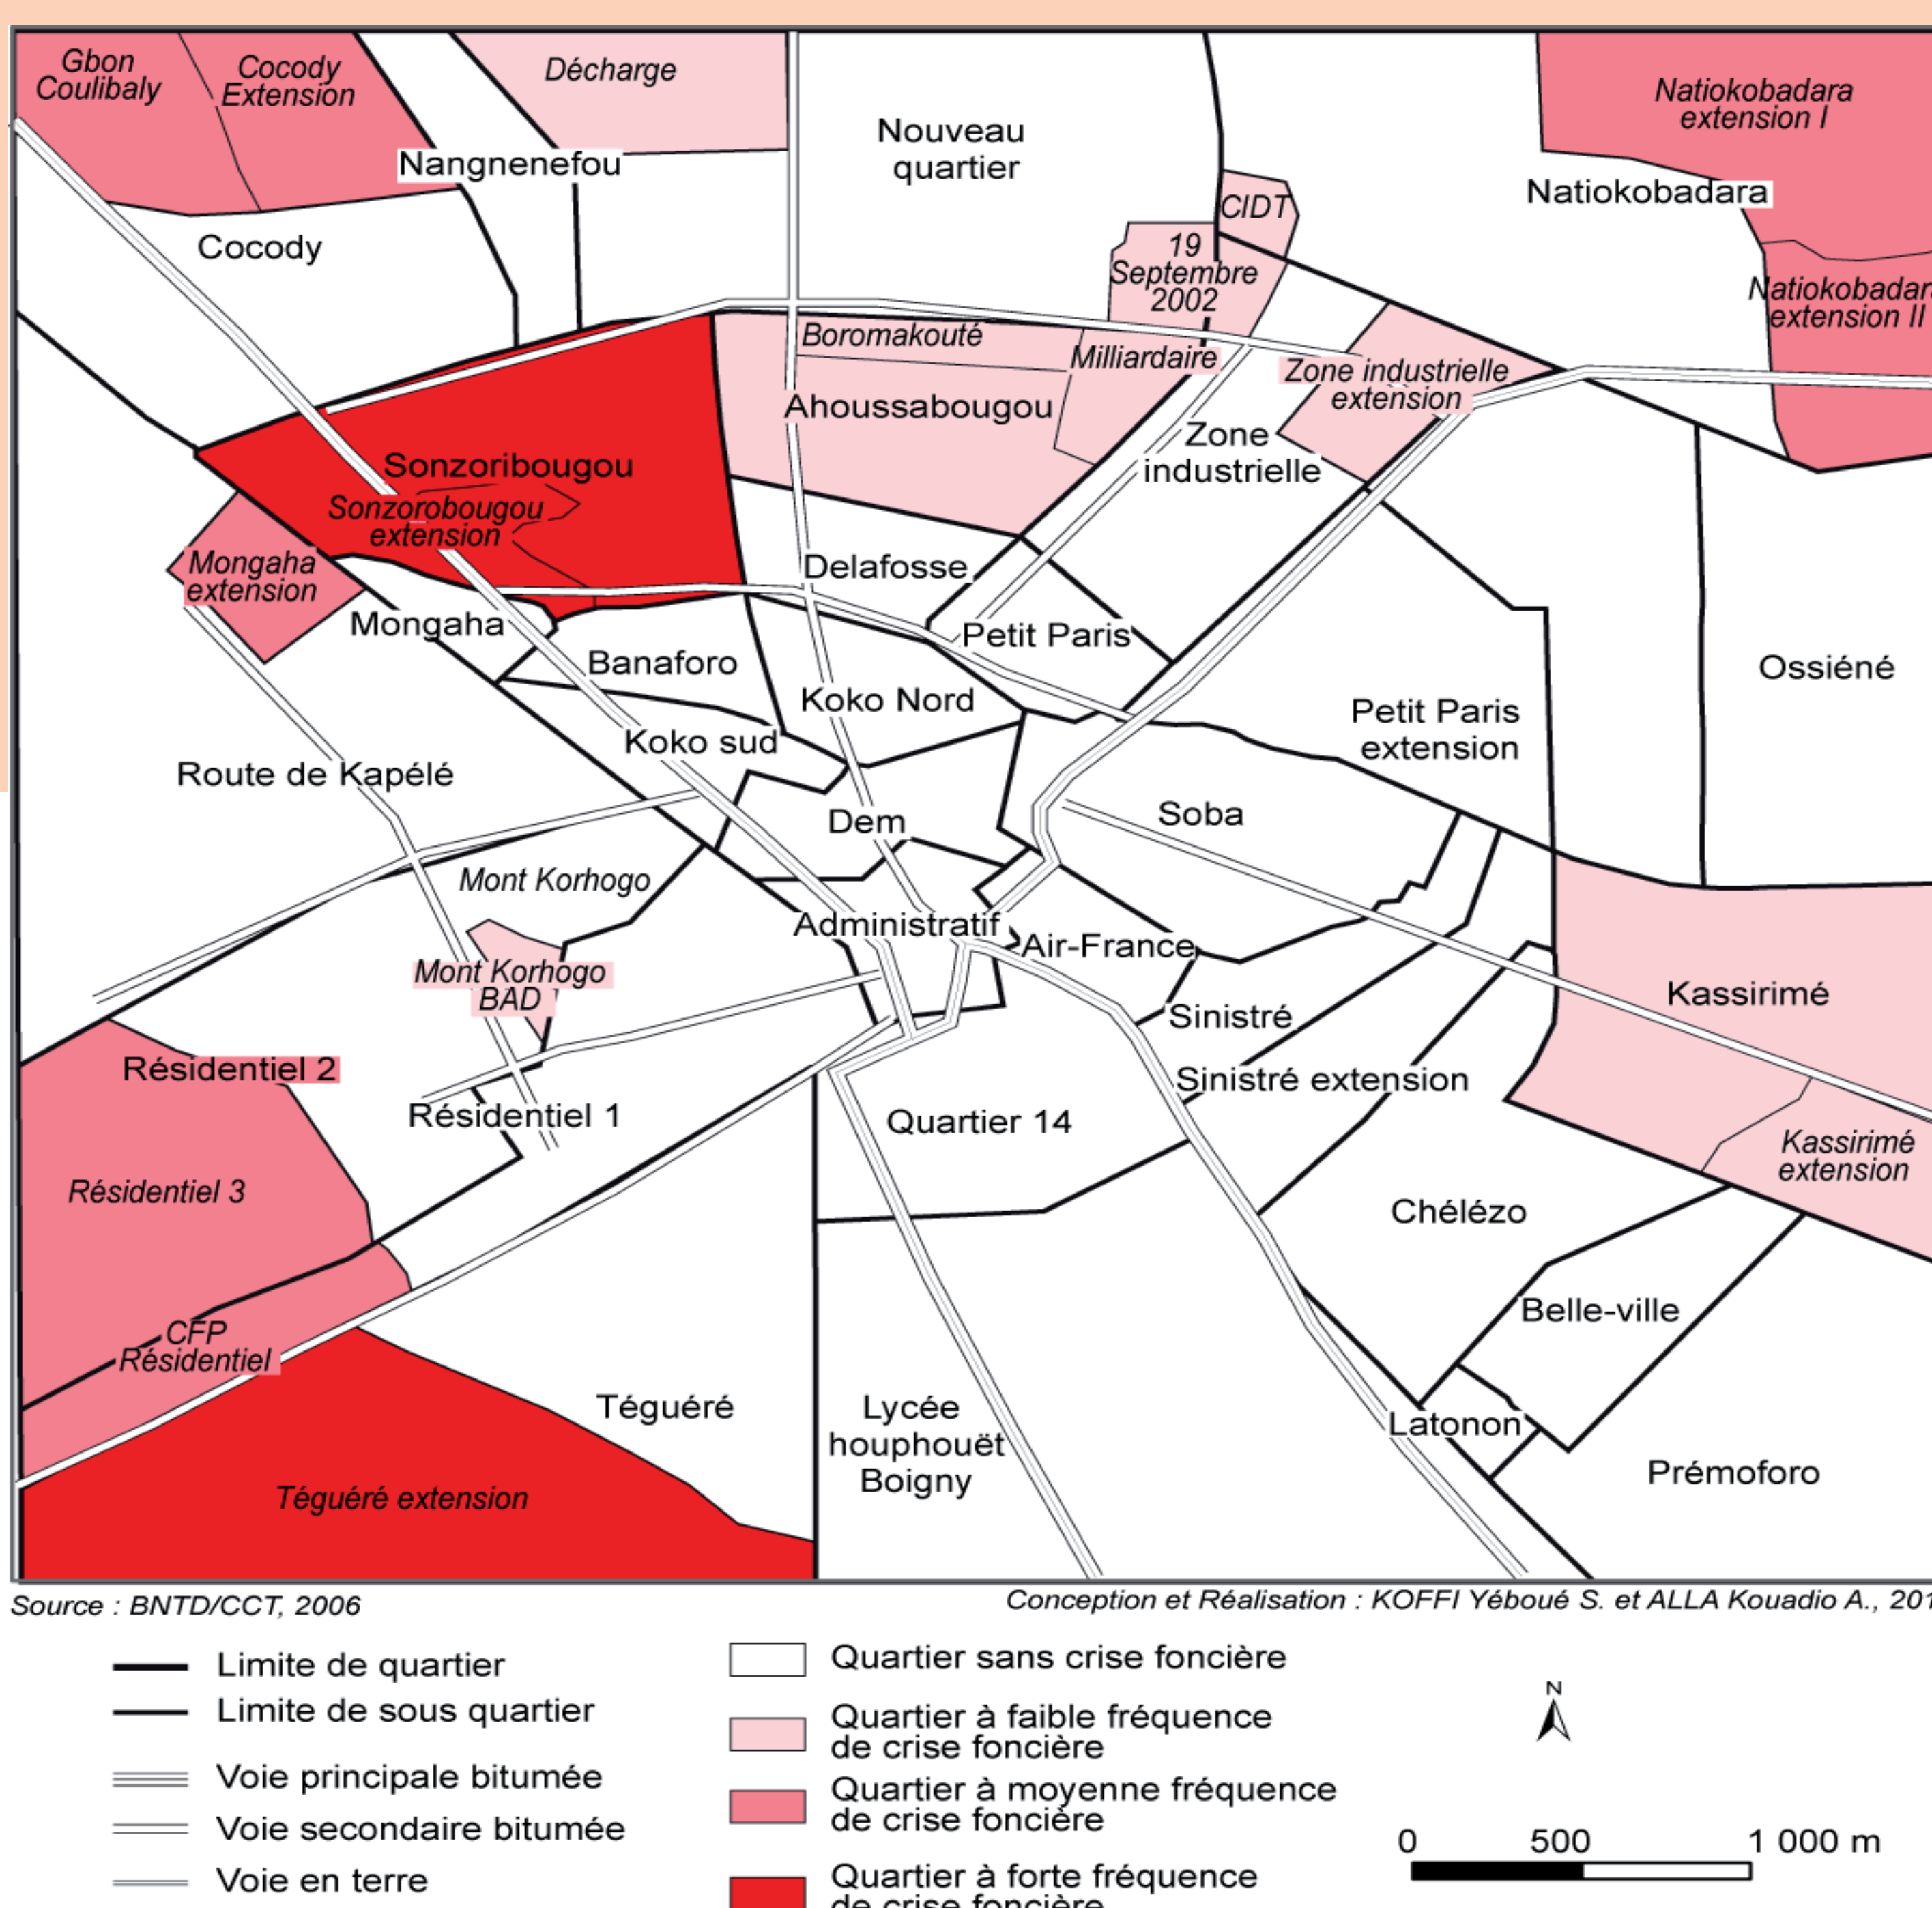 Gbon
Coulibaly
Cocody
Extension
Décharge
Nouveau
quartier
Natiokobadara
extension I
Nangnenefou
Natiokobadara
CIDT
Cocody
19
Septembre
2002
extension II
Boromakouté
Milliardaire
Zone industrielle
extension
Ahoussabougou
Zone
industrielle
Sonzoribougou
Sonzorobougou
extension
Mongaha
extension
Delafosse
Mongaha
Petit Paris
Banaforo
Ossiéné
Koko Nord
Petit Paris
extension
Koko sud
Route de Kapélé
Soba
Dem
Mont Korhogo
Administratif
Air-France
Mont Korhogo
BAD
Kassirimé
Sinistré
Résidentiel 2
Sinistré extension
Résidentiel 1
Quartier 14
Kassirimé
extension
Résidentiel 3
Chélézo
Belle-ville
CFP
Résidentiel
Téguéré
Lycée
houphouët
Boigny
Latonon
Prémoforo
Téguéré extension
Source : BNTD/CCT, 2006
Conception et Réalisation : KOFFI Yéboué S. et ALLA Kouadio A.,
Limite de quartier
Limite de sous quartier
Voie principale bitumée
Voie secondaire bitumée
Voie en terre
Quartier sans crise foncière
Quartier à faible fréquence
de crise foncière
Quartier à moyenne fréquence
de crise foncière
Quartier à forte fréquence
de crise foncière
N
0 500 1 000 m